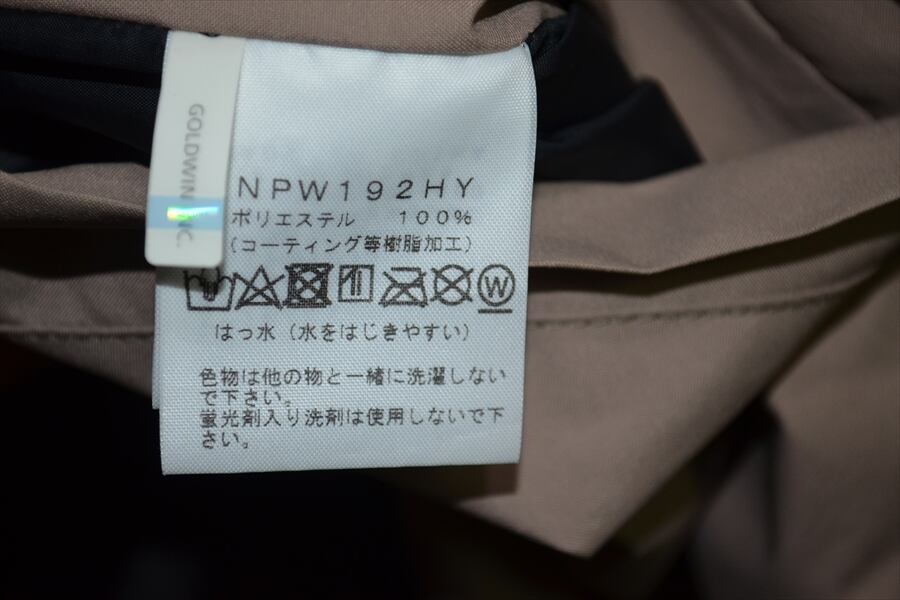 GOLDWIN INC.
NPW192HY
ポリエステル 100%
(コーティング等樹脂加工)
W
はっ水(水をはじきやすい)
色物は他の物と一緒に洗濯しない
で下さい。
蛍光剤入り洗剤は使用しないで下
さい。